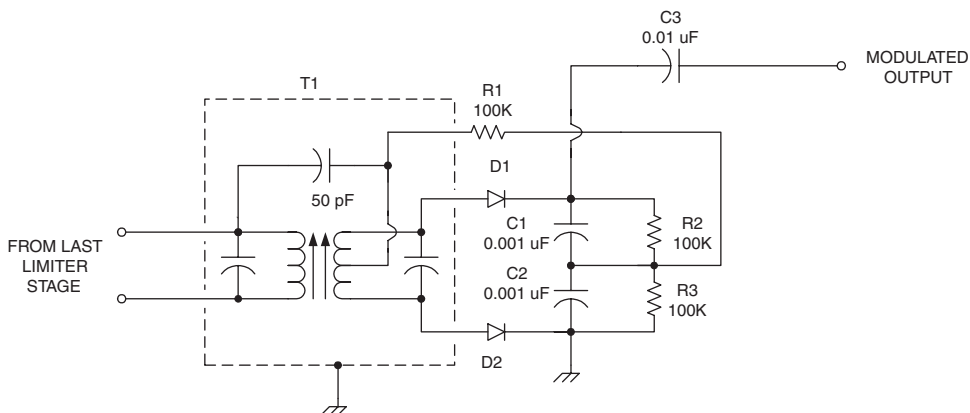 C3
0.01 uF
MODULATED
OUTPUT
T1
R1
100K
D1
50 pF
C1
0.001 uF
R2
100K
FROM LAST
LIMITER
STAGE
C2
0.001 uF
R3
100K
D2